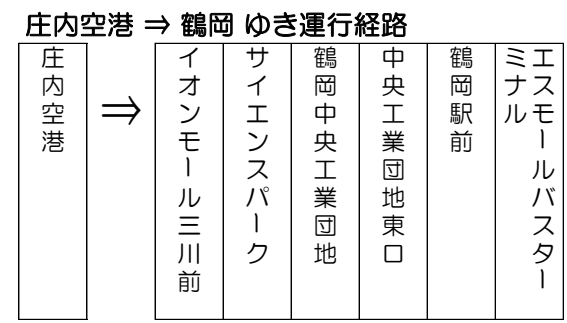 庄内空港 ⇒ 鶴岡 ゆき運行経路
庄内空港
⇒
イオンモール三川前
サイエンスパーク
鶴岡中央工業団地
中央工業団地東口
鶴岡駅前
エスモールバスター
ミナル